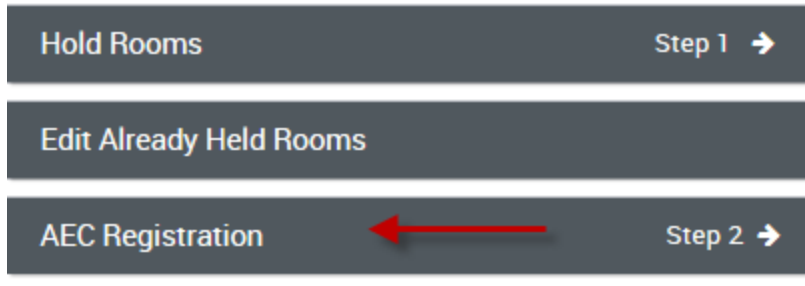 Hold Rooms Step 1
Edit Already Held Rooms
AEC Registration Step 2